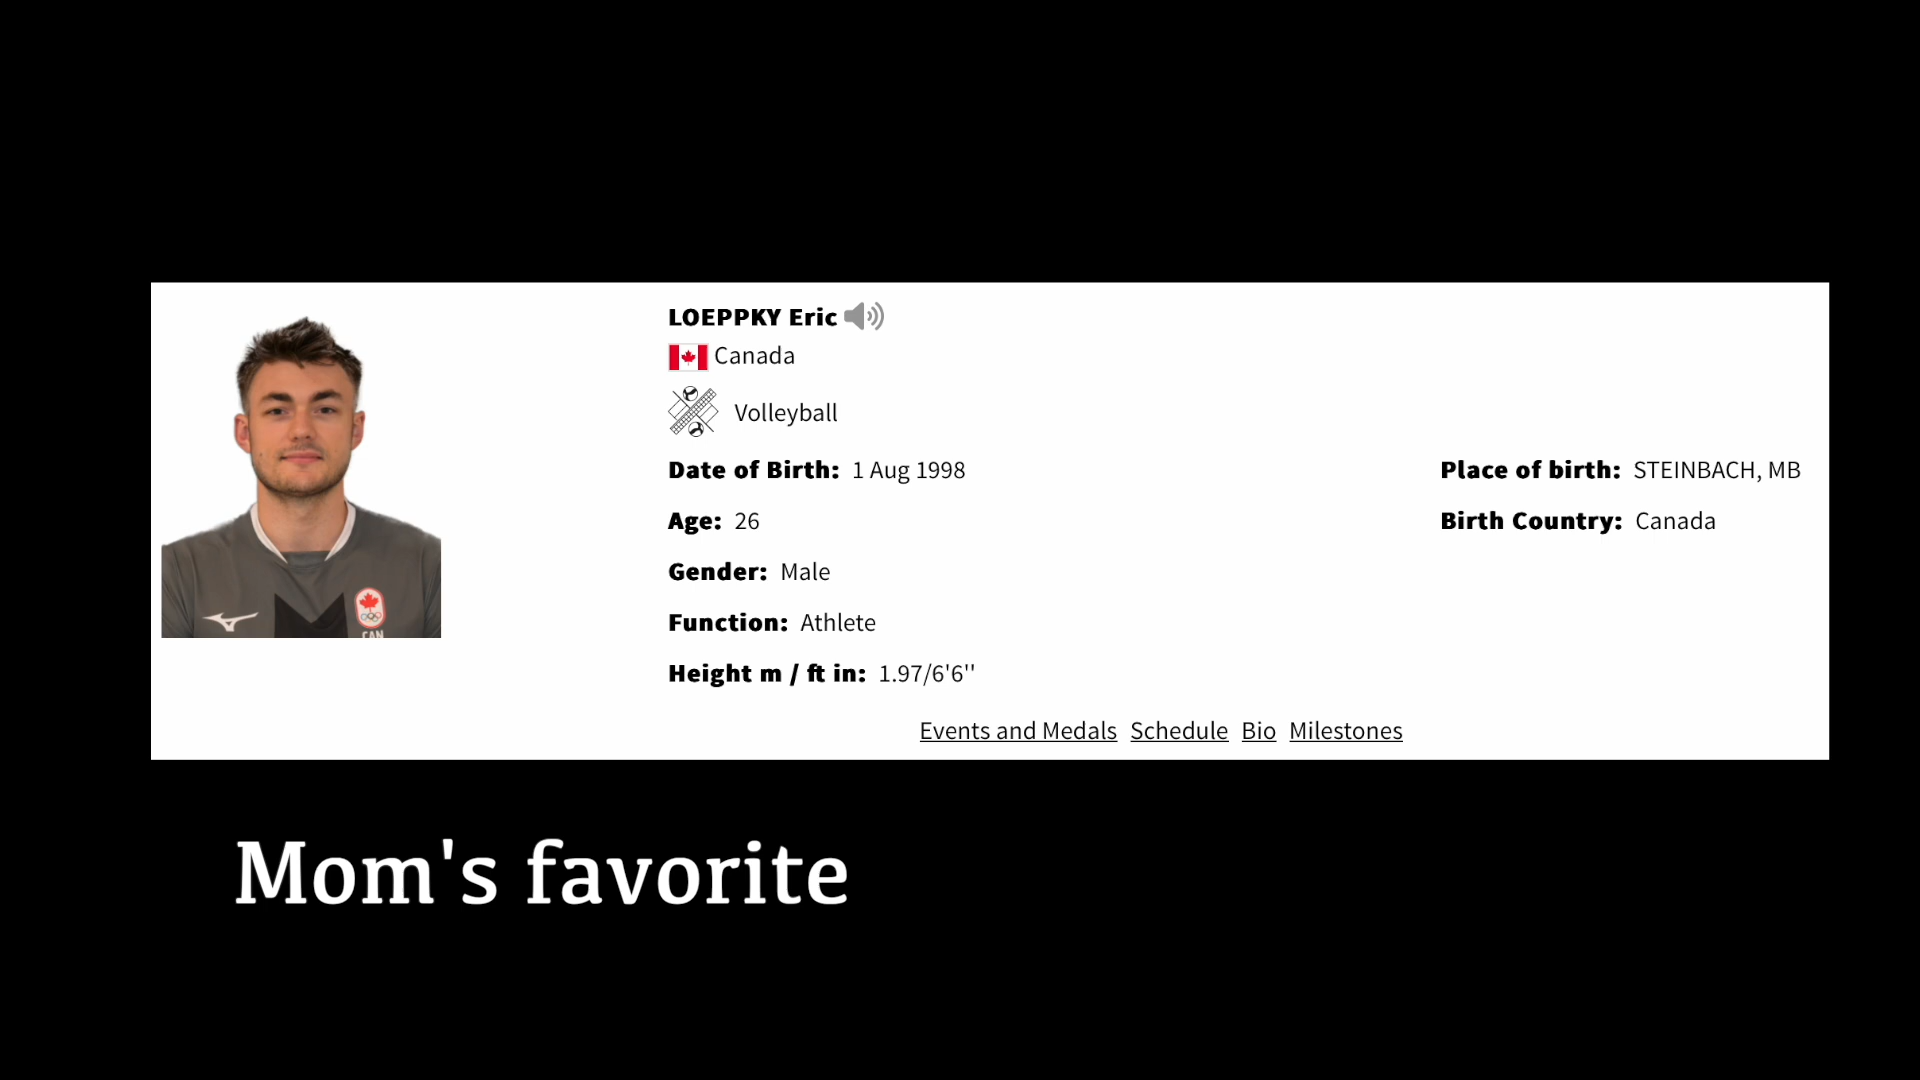 LOEPPKY Eric
Canada
Volleyball
Date of Birth: 1 Aug 1998
Place of birth: STEINBACH, MB
Age: 26
Birth Country: Canada
Gender: Male
Function: Athlete
Height m / ft in: 1.97/6'6''
Events and Medals Schedule Bio Milestones
CAN
Mom's favorite